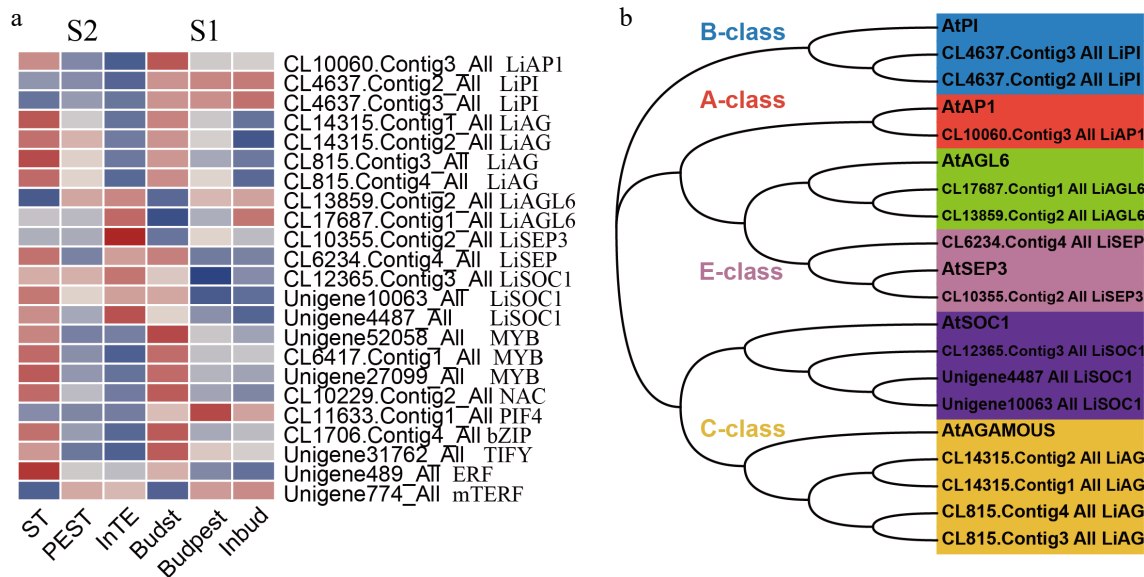 a
S2 S1
CL10060.Contig3_All LiAP1
CL4637.Contig2_All LiPI
CL4637.Contig3_All LiPI
CL14315.Contig1_All LiAG
CL14315.Contig2_All LiAG
CL815.Contig3_All LiAG
CL815.Contig4_All LiAG
CL13859.Contig2_All LiAGL6
CL17687.Contig1_All LiAGL6
CL10355.Contig2_All LiSEP3
CL6234.Contig4_All LiSEP
CL12365.Contig3_All LiSOC1
Unigene10063_All LiSOC1
Unigene4487_All LiSOC1
Unigene52058_All MYB
CL6417.Contig1_All MYB
Unigene27099_All MYB
CL10229.Contig2_All NAC
CL11633.Contig1_All PIF4
CL1706.Contig4_All bZIP
Unigene31762_All TIFY
Unigene489_All ERF
Unigene774_All mTERF
ST PEST InTE Budst Budpest Inbud
b
B-class
A-class
E-class
C-class
AtPI
CL4637.Contig3 All LiPI
CL4637.Contig2 All LiPI
AtAP1
CL10060.Contig3 All LiAP1
AtAGL6
CL17687.Contig1 All LiAGL6
CL13859.Contig2 All LiAGL6
CL6234.Contig4 All LiSEP
AtSEP3
CL10355.Contig2 All LiSEP3
AtSOC1
CL12365.Contig3 All LiSOC1
Unigene4487 All LiSOC1
Unigene10063 All LiSOC1
AtAGAMOUS
CL14315.Contig2 All LiAG
CL14315.Contig1 All LiAG
CL815.Contig4 All LiAG
CL815.Contig3 All LiAG